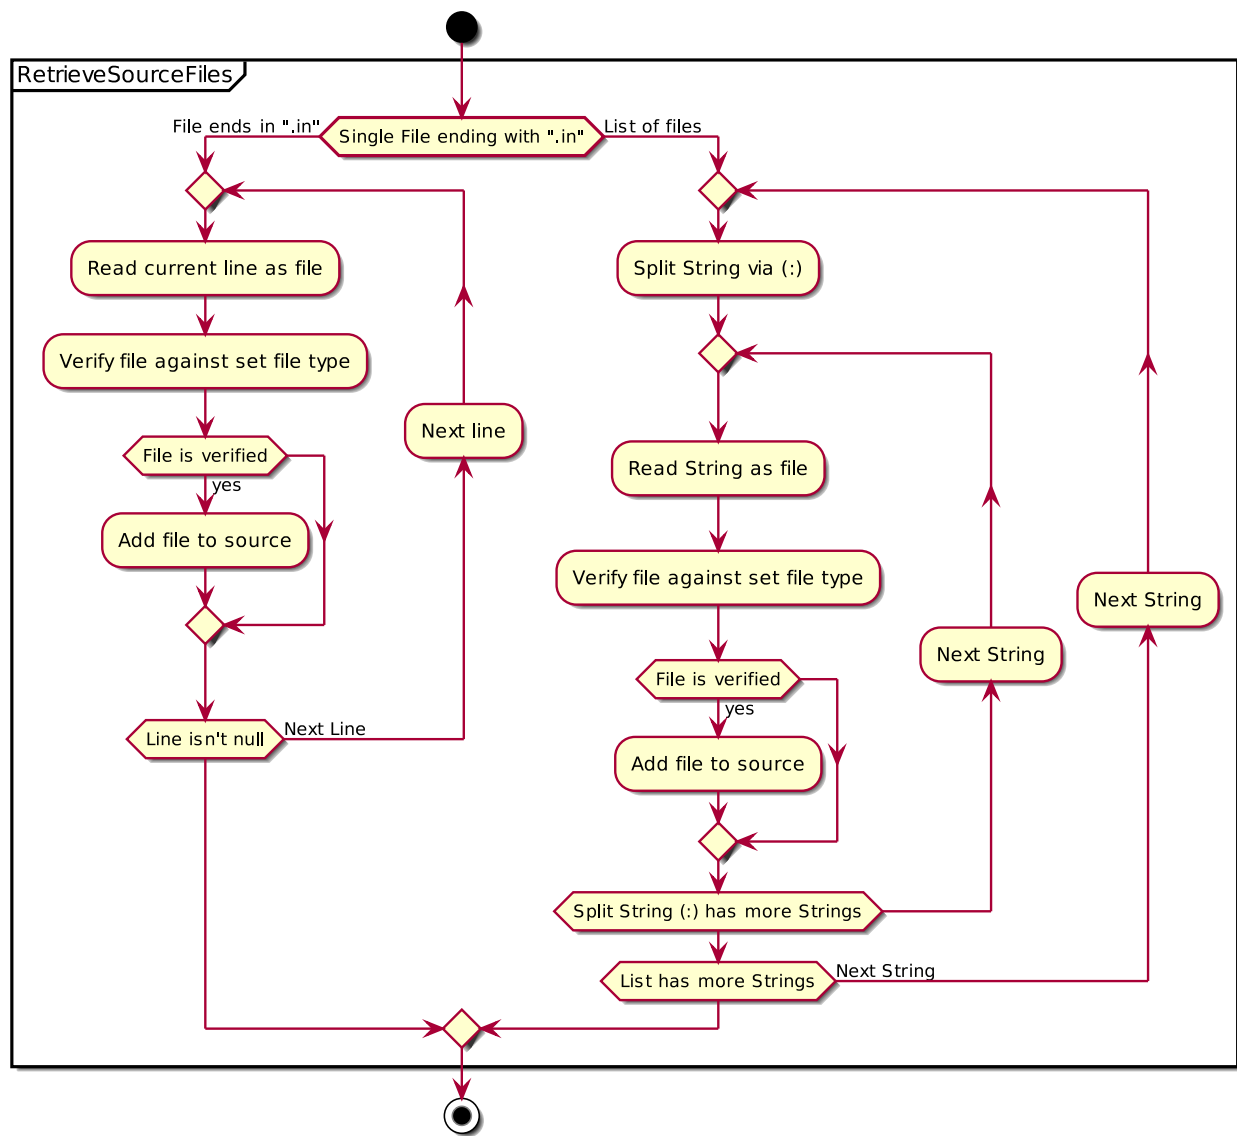 RetrieveSourceFiles
File ends in ".in"
Single File ending with ".in"
List of files
Read current line as file
Verify file against set file type
File is verified
yes
Add file to source
Next line
Line isn't null
Next Line
Split String via (:)
Read String as file
Verify file against set file type
File is verified
yes
Add file to source
Next String
Split String (:) has more Strings
Next String
List has more Strings
Next String